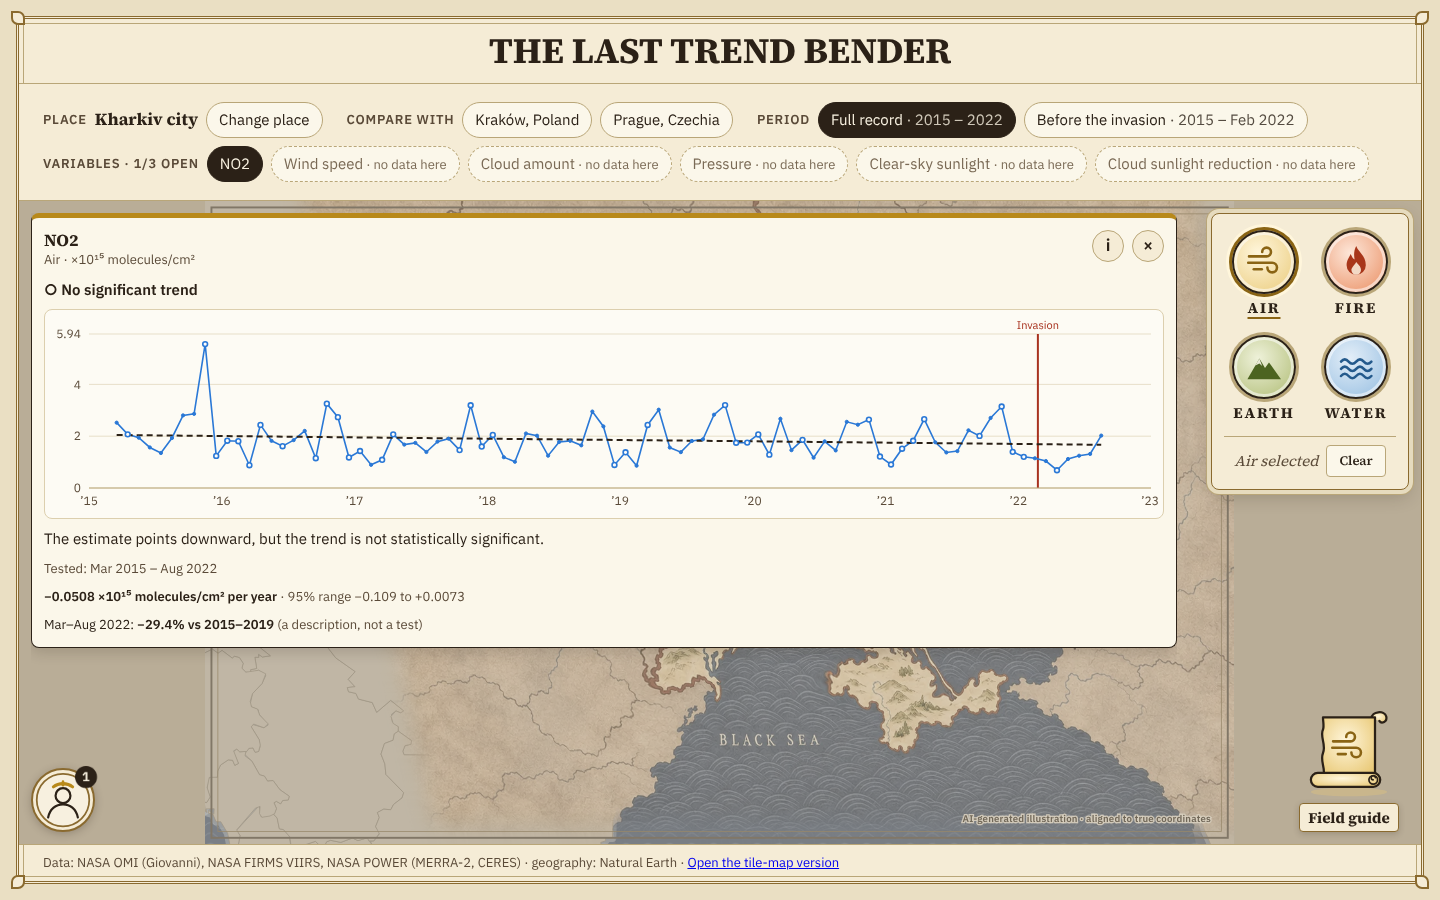 THE LAST TREND BENDER
PLACE Kharkiv city Change place COMPARE WITH Kraków, Poland Prague, Czechia PERIOD Full record · 2015 – 2022 Before the invasion · 2015 – Feb 2022
VARIABLES · 1/3 OPEN NO2 Wind speed · no data here Cloud amount · no data here Pressure · no data here Clear-sky sunlight · no data here Cloud sunlight reduction · no data here
NO2
Air · ×10¹⁵ molecules/cm²
i ×
No significant trend
Invasion
5.94
4
2
0
’15 ’16 ’17 ’18 ’19 ’20 ’21 ’22 ’23
The estimate points downward, but the trend is not statistically significant.
Tested: Mar 2015 – Aug 2022
−0.0508 ×10¹⁵ molecules/cm² per year · 95% range −0.109 to +0.0073
Mar–Aug 2022: −29.4% vs 2015–2019 (a description, not a test)
AIR FIRE
EARTH WATER
Air selected Clear
BLACK SEA
1
AI-generated illustration · aligned to true coordinates
Field guide
Data: NASA OMI (Giovanni), NASA FIRMS VIIRS, NASA POWER (MERRA-2, CERES) · geography: Natural Earth · Open the tile-map version